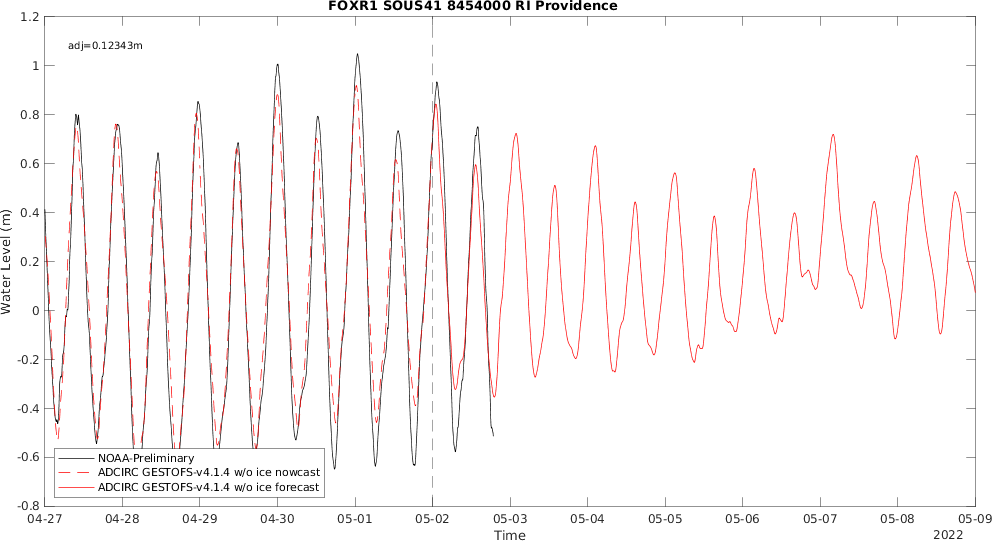 FOXR1 SOUS41 8454000 RI Providence
adj=0.12343m
1.2
1
0.8
0.6
0.4
0.2
0
-0.2
-0.4
-0.6
-0.8
Water Level (m)
NOAA-Preliminary
ADCIRC GESTOFS-v4.1.4 w/o ice nowcast
ADCIRC GESTOFS-v4.1.4 w/o ice forecast
04-27 04-28 04-29 04-30 05-01 05-02 05-03 05-04 05-05 05-06 05-07 05-08 05-09
Time
2022